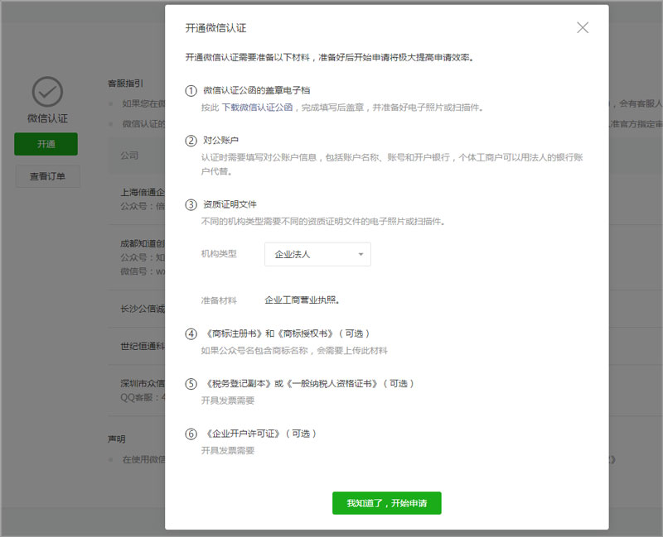 开通微信认证
开通微信认证需要准备以下材料，准备好后开始申请将极大提高申请效率。
① 微信认证公函的盖章电子档
按此 下载微信认证公函，完成填写后盖章，并准备好电子照片或扫描件。
② 对公账户
认证时需要填写对公账户信息，包括账户名称、账号和开户银行，个体工商户可以用法人的银行账
户代替。
③ 资质证明文件
不同的机构类型需要不同的资质证明文件的电子照片或扫描件。
机构类型 企业法人
准备材料 企业工商营业执照。
④ 《商标注册书》和《商标授权书》（可选）
如果公众号名包含商标名称，会需要上传此材料
⑤ 《税务登记副本》或《一般纳税人资格证书》（可选）
开具发票需要
⑥ 《企业开户许可证》（可选）
开具发票需要
我知道了，开始申请
微信认证
开通
查看订单
客服指引
如果您在微
，会有客服人
微信认证的
准官方指定审
公司
上海倍通企
公众号：倍
成都知道创
公众号：知
微信号：w
长沙公信诚
世纪恒通科
深圳市众信
QQ客服：4
声明
在使用微信
》